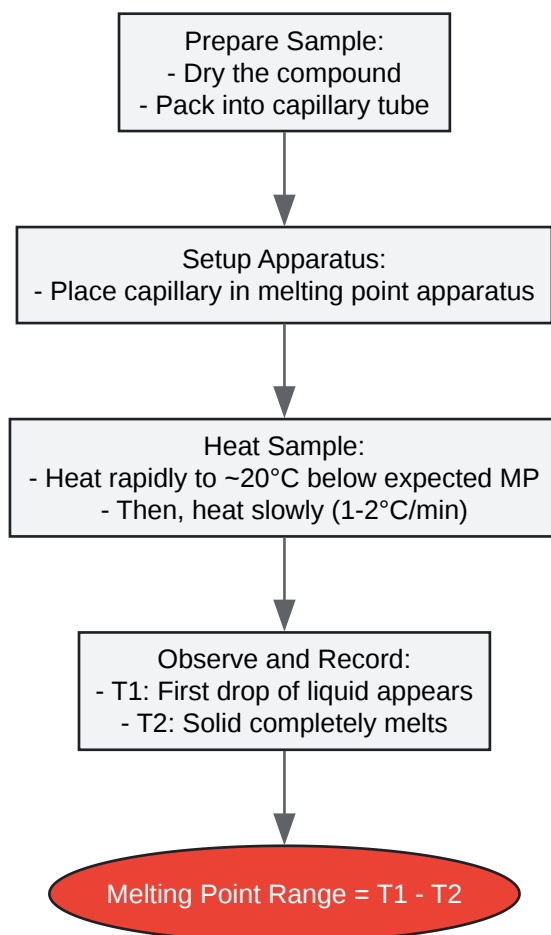 Prepare Sample:
- Dry the compound
- Pack into capillary tube
Setup Apparatus:
- Place capillary in melting point apparatus
Heat Sample:
- Heat rapidly to ~20°C below expected MP
- Then, heat slowly (1-2°C/min)
Observe and Record:
- T1: First drop of liquid appears
- T2: Solid completely melts
Melting Point Range = T1 - T2